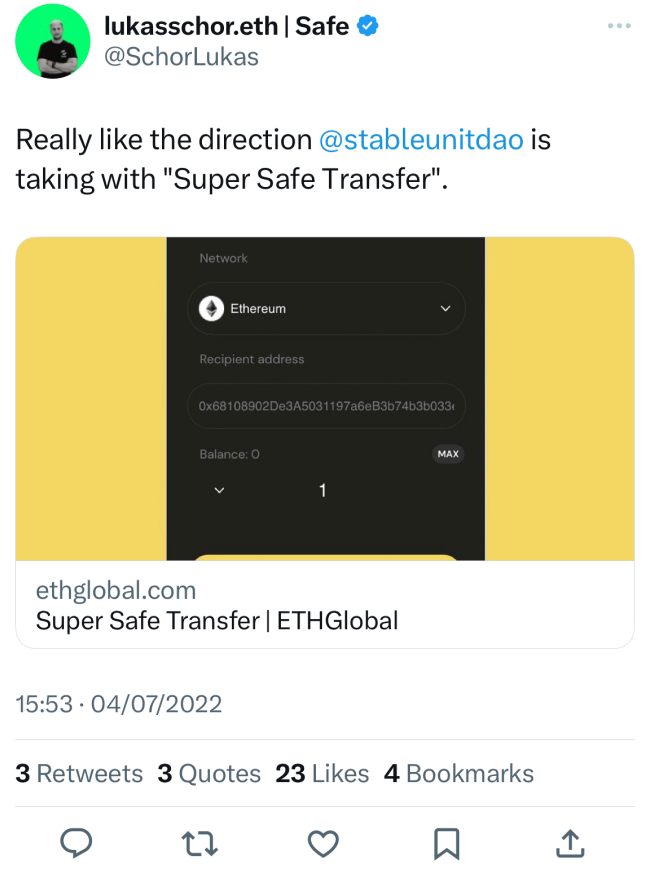 lukasschor.eth | Safe
@SchorLukas
Really like the direction @stableunitdao is
taking with "Super Safe Transfer".
Network
Ethereum
Recipient address
0x68108902De3A5031197a6eB3b74b3b033
Balance: 0
MAX
1
ethglobal.com
Super Safe Transfer | ETHGlobal
15:53 · 04/07/2022
3 Retweets 3 Quotes 23 Likes 4 Bookmarks